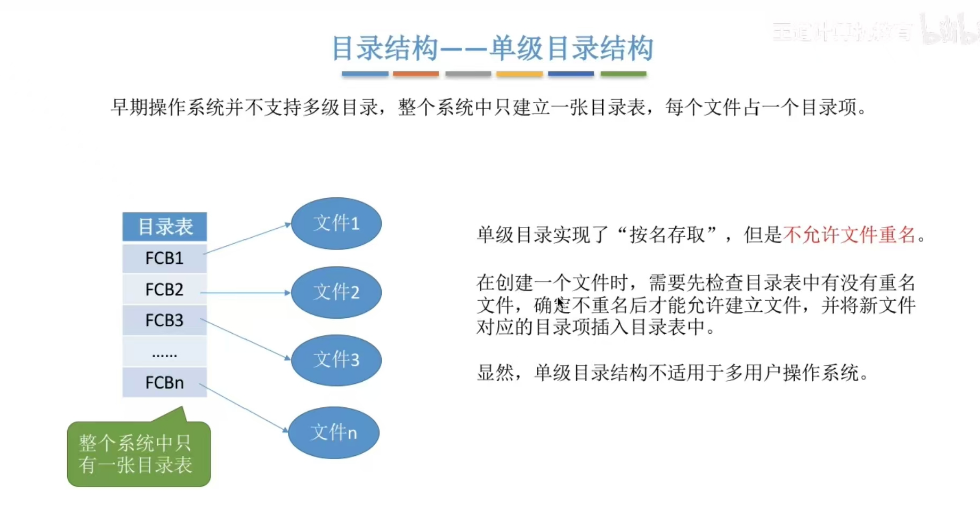 目录结构——单级目录结构
早期操作系统并不支持多级目录，整个系统中只建立一张目录表，每个文件占一个目录项。
目录表
FCB1
FCB2
FCB3
......
FCBn
文件1
文件2
文件3
文件n
整个系统中只
有一张目录表
单级目录实现了“按名存取”，但是不允许文件重名。
在创建一个文件时，需要先检查目录表中有没有重名
文件，确定不重名后才能允许建立文件，并将新文件
对应的目录项插入目录表中。
显然，单级目录结构不适用于多用户操作系统。